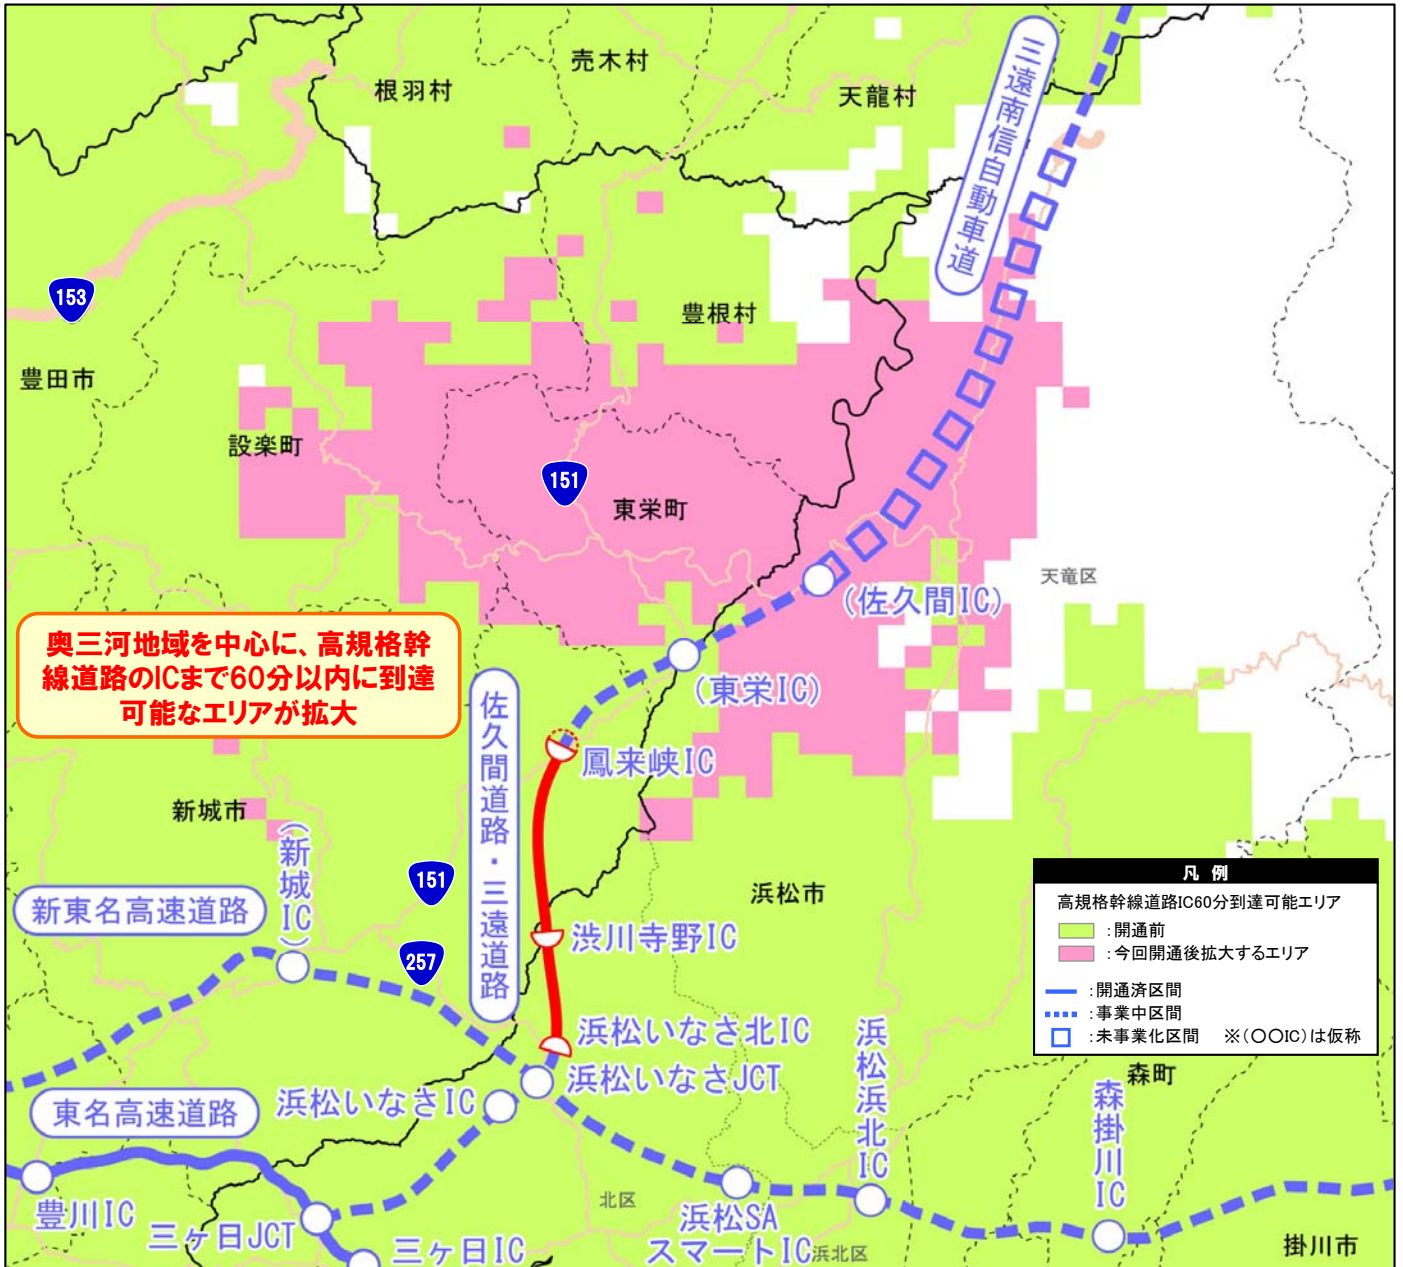 売木村
根羽村
天龍村
三遠南信自動車道
153
豊根村
豊田市
設楽町
151
東栄町
天竜区
(佐久間IC)
奥三河地域を中心に、高規格幹
線道路のICまで60分以内に到達
可能なエリアが拡大
(東栄IC)
佐久間道路・三遠道路
鳳来峡IC
新城市
(新城IC)
151
浜松市
新東名高速道路
257
渋川寺野IC
凡 例
高規格幹線道路IC60分到達可能エリア
:開通前
:今回開通後拡大するエリア
:開通済区間
:事業中区間
:未事業化区間 ※(○○IC)は仮称
浜松いなさ北IC
浜松いなさJCT
浜松浜北IC
森町
東名高速道路
浜松いなさIC
森掛川IC
豊川IC
三ヶ日JCT
三ヶ日IC
北区
浜松SA
スマートIC
浜北区
掛川市